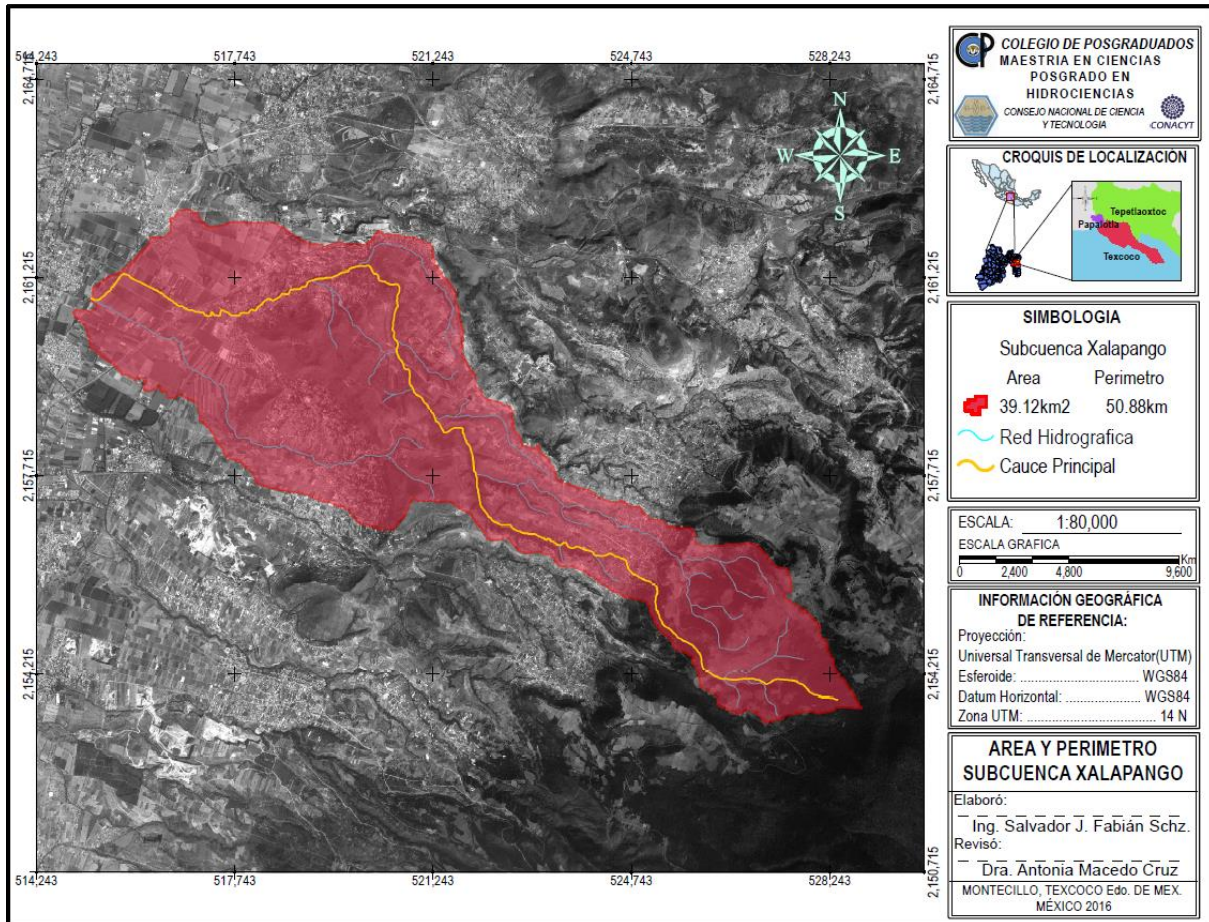 514,243
517,743
521,243
524,743
528,243
2,164,715
2,164,715
2,161,215
2,161,215
2,157,715
2,157,715
2,154,215
2,154,215
2,150,715
514,243
517,743
521,243
524,743
528,243
N
W
E
S
CP
COLEGIO DE POSGRADUADOS
MAESTRIA EN CIENCIAS
POSGRADO EN
HIDROCIENCIAS
CONSEJO NACIONAL DE CIENCIA
Y TECNOLOGIA
CONACYT
CROQUIS DE LOCALIZACIÓN
Tepetlaoxtoc
Papalotla
Texcoco
SIMBOLOGIA
Subcuenca Xalapango
Area Perimetro
39.12km2 50.88km
Red Hidrografica
Cauce Principal
ESCALA: 1:80,000
ESCALA GRAFICA
Km
0 2,400 4,800 9,600
INFORMACIÓN GEOGRÁFICA
DE REFERENCIA:
Proyección:
Universal Transversal de Mercator(UTM)
Esferoide: .............................. WGS84
Datum Horizontal: ................... WGS84
Zona UTM: ................................. 14 N
AREA Y PERIMETRO
SUBCUENCA XALAPANGO
Elaboró:
Ing. Salvador J. Fabián Schz.
Revisó:
Dra. Antonia Macedo Cruz
MONTECILLO, TEXCOCO Edo. DE MEX.
MÉXICO 2016